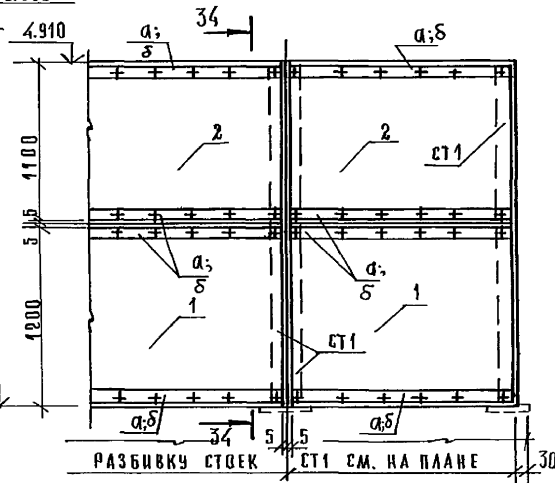 34
4.910
а;
б
а;б
2
2
СТ1
1100
5
5
а;
б
а;
б
1200
1
1
СТ1
а;б
а;б
34
5
5
РАЗБИВКУ СТОЕК
СТ1 СМ. НА ПЛАНЕ
30